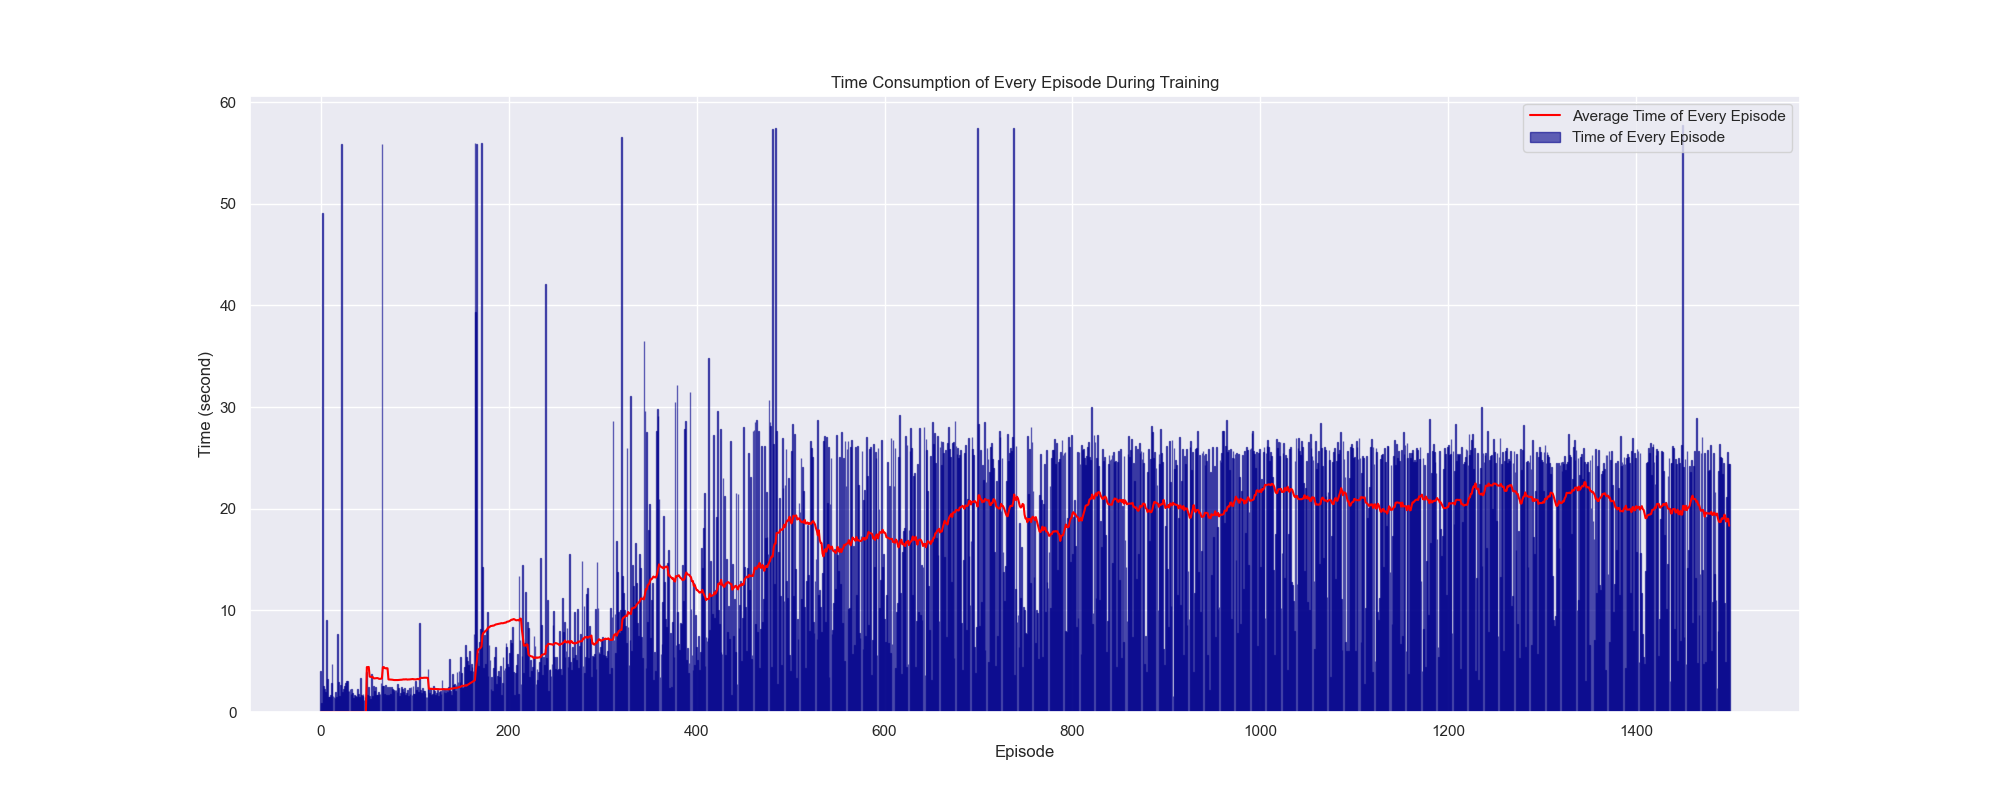 Time Consumption of Every Episode During Training
Average Time of Every Episode
Time of Every Episode
60
50
40
30
20
10
0
Time (second)
0 200 400 600 800 1000 1200 1400
Episode